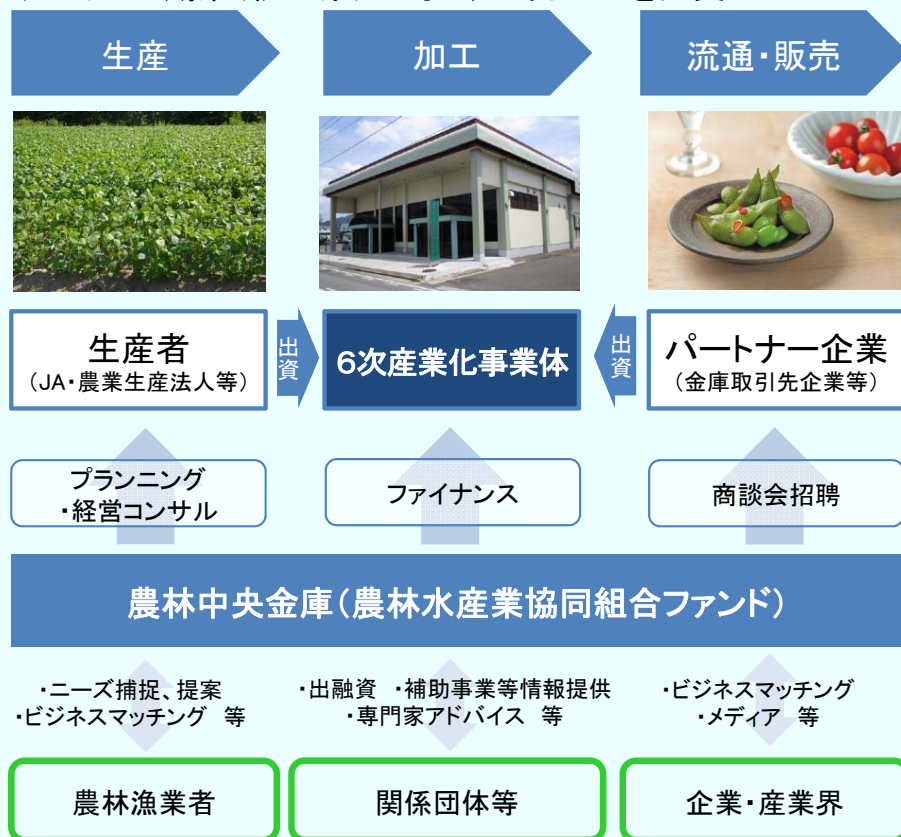 生産
加工
流通・販売
生産者
(JA・農業生産法人等)
出資
6次産業化事業体
出資
パートナー企業
(金庫取引先企業等)
プランニング
・経営コンサル
ファイナンス
商談会招聘
農林中央金庫(農林水産業協同組合ファンド)
・ニーズ捕捉、提案
・ビジネスマッチング 等
・出融資 ・補助事業等情報提供
・専門家アドバイス 等
・ビジネスマッチング
・メディア 等
農林漁業者
関係団体等
企業・産業界